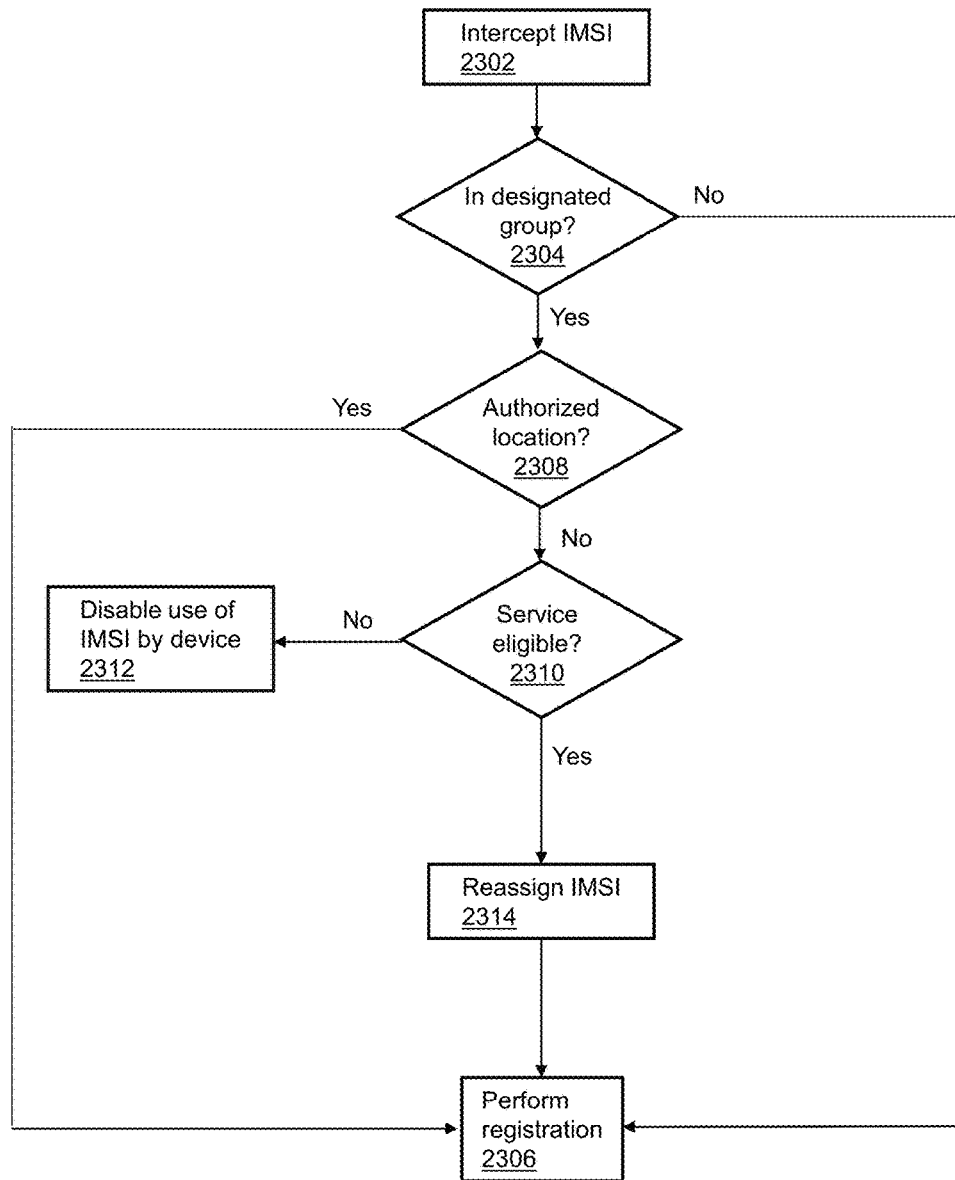 Intercept IMSI
2302
In designated
group?
2304
No
Yes
Authorized
location?
2308
Yes
No
Service
eligible?
2310
No
Disable use of
IMSI by device
2312
Yes
Reassign IMSI
2314
Perform
registration
2306